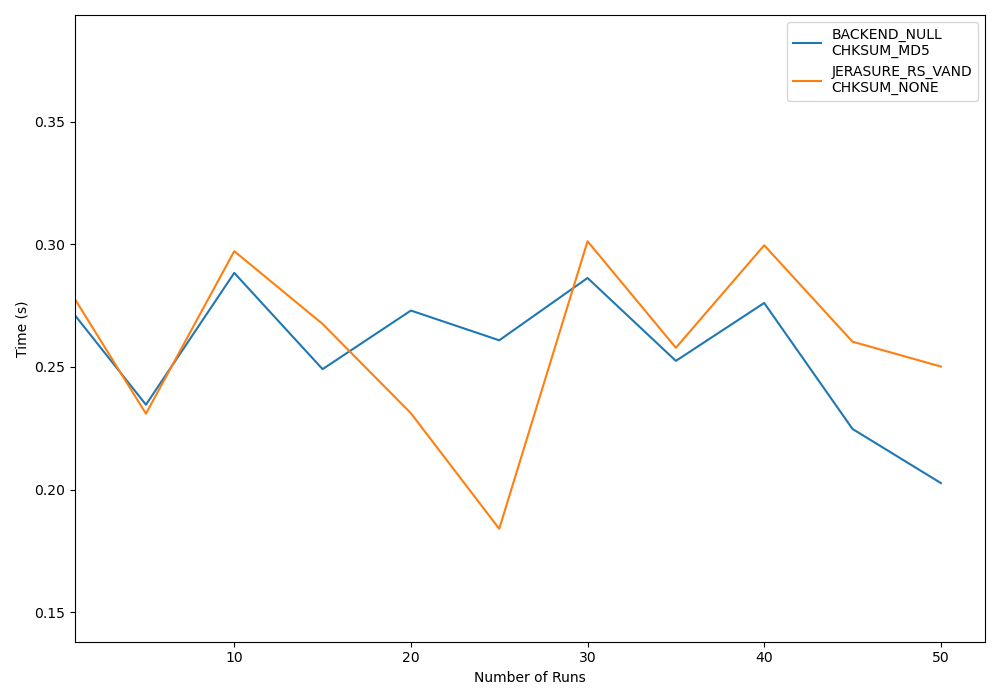 BACKEND_NULL
CHKSUM_MD5
JERASURE_RS_VAND
CHKSUM_NONE
0.35
0.30
0.25
0.20
0.15
Time (s)
10 20 30 40 50
Number of Runs